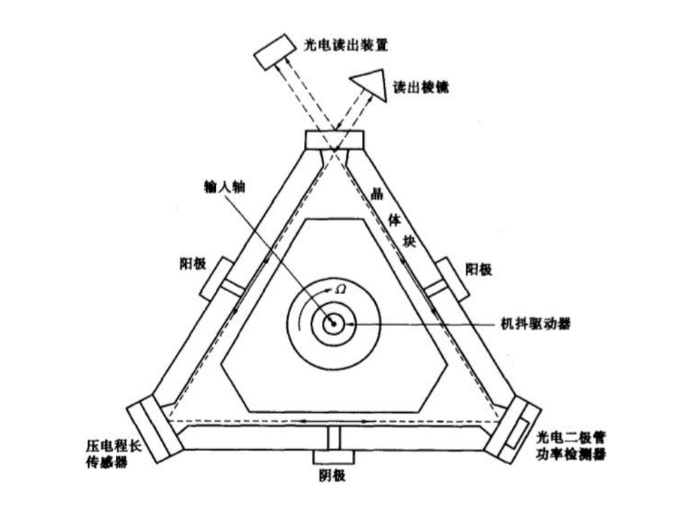 光电读出装置
读出棱镜
输入轴
晶
体
块
阳极
阳极
Ω
机抖驱动器
压电程长
传感器
阴极
光电二极管
功率检测器